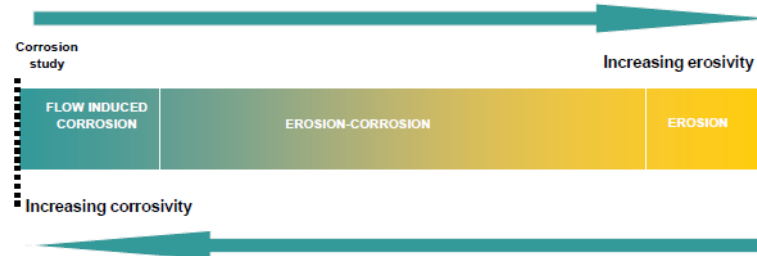 Corrosion
study
Increasing erosivity
FLOW INDUCED
CORROSION
EROSION-CORROSION
EROSION
Increasing corrosivity